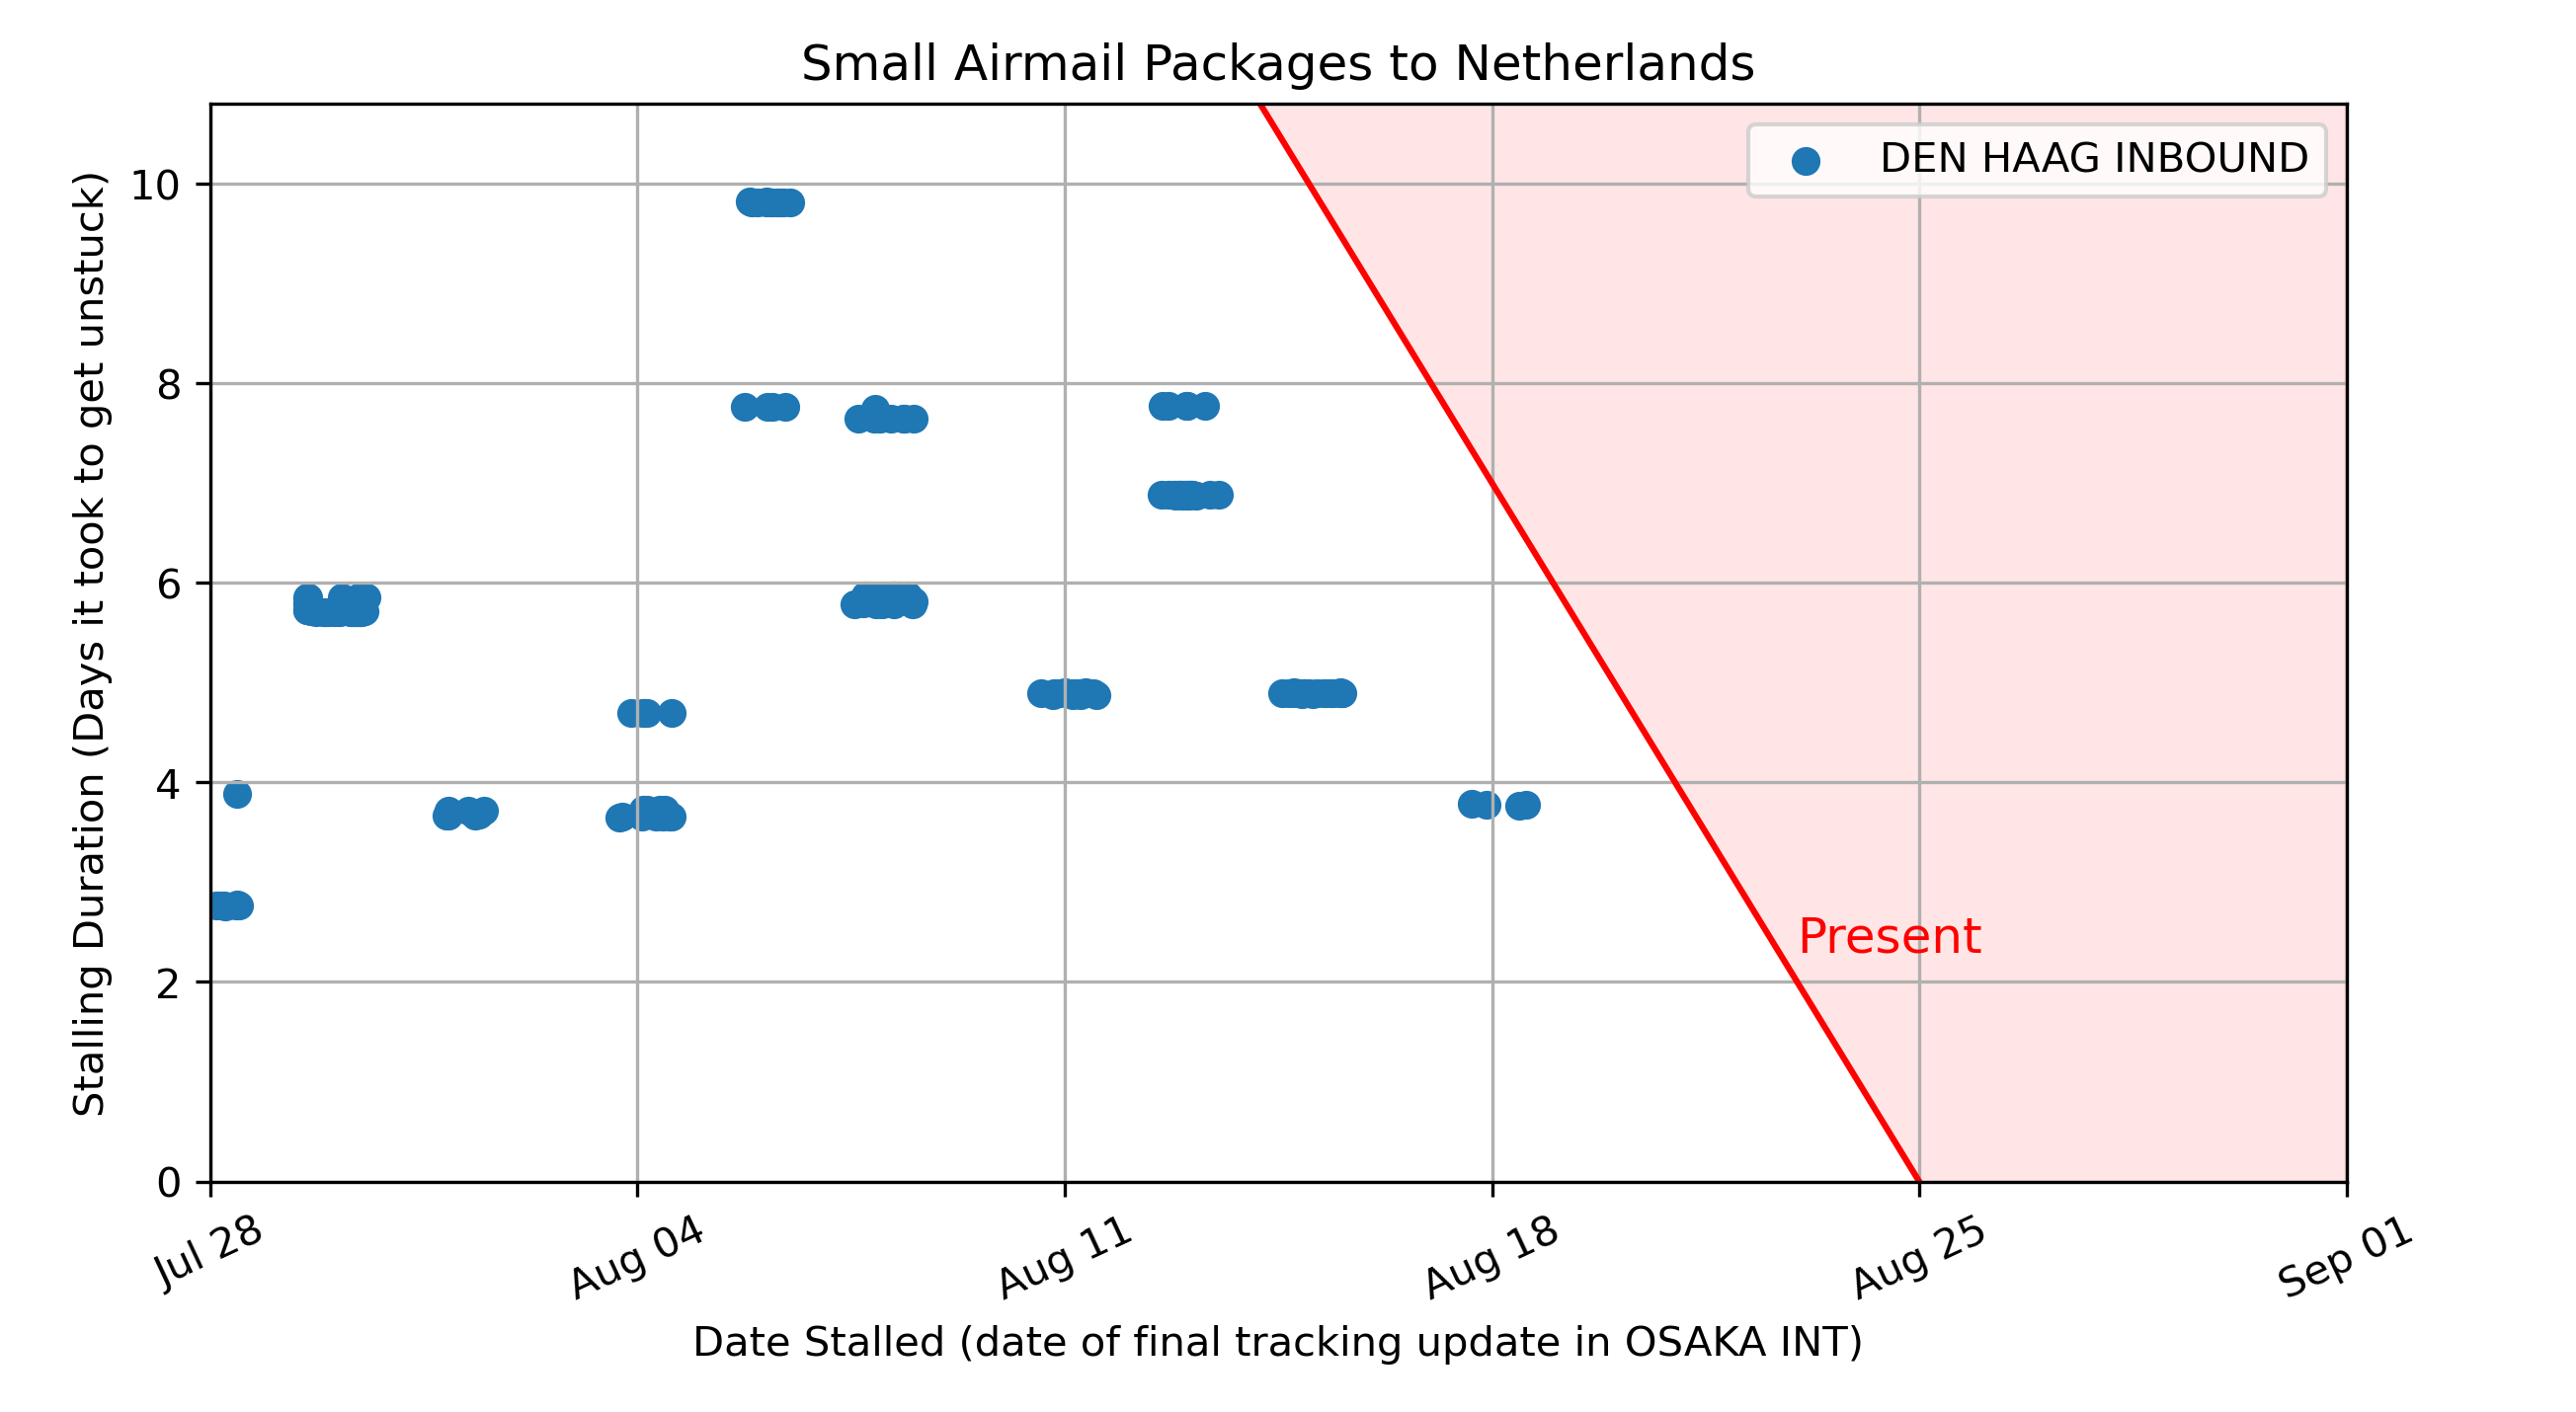 Small Airmail Packages to Netherlands
DEN HAAG INBOUND
Stalling Duration (Days it took to get unstuck)
10
8
6
4
2
0
Present
Jul 28
Aug 04
Aug 11
Aug 18
Aug 25
Sep 01
Date Stalled (date of final tracking update in OSAKA INT)